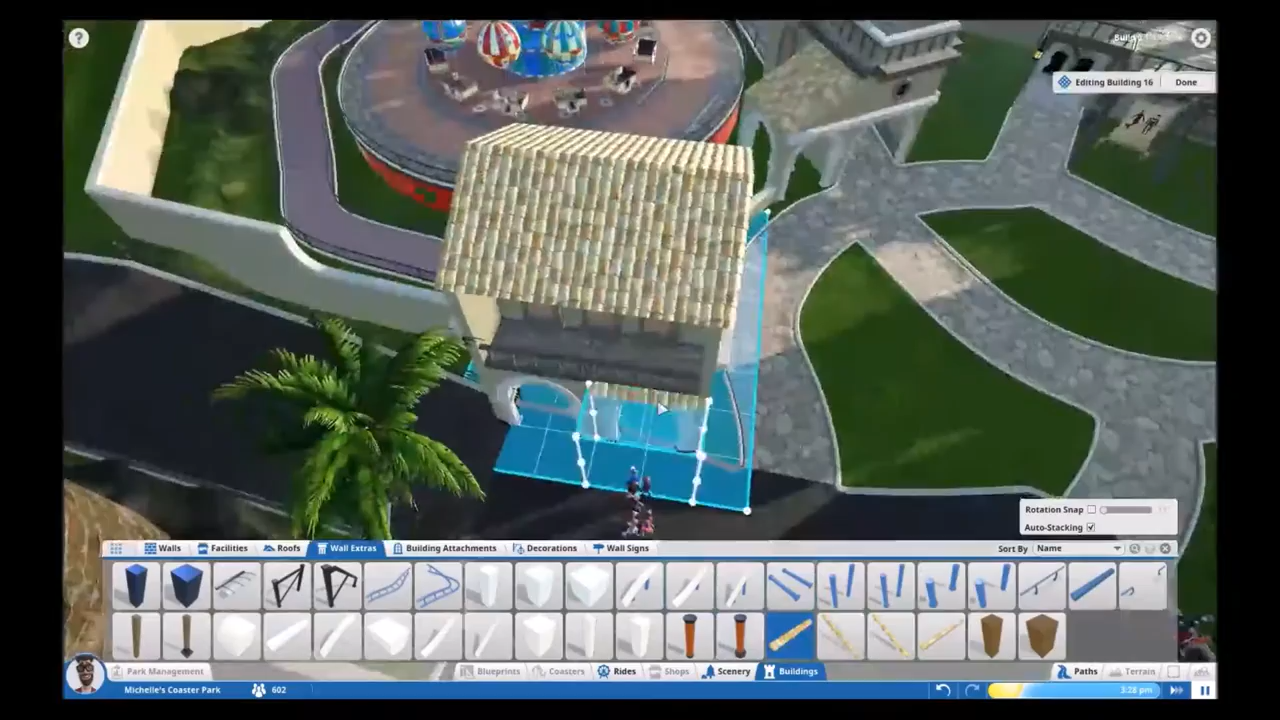 ?
Editing Building 16 Done
Rotation Snap
Auto-Stacking
Walls Facilities Roofs Wall Extras Building Attachments Decorations Wall Signs Sort By Name
Park Management Blueprints Coasters Rides Shops Scenery Buildings Paths Terrain
Michelle's Coaster Park 602 3:28 pm